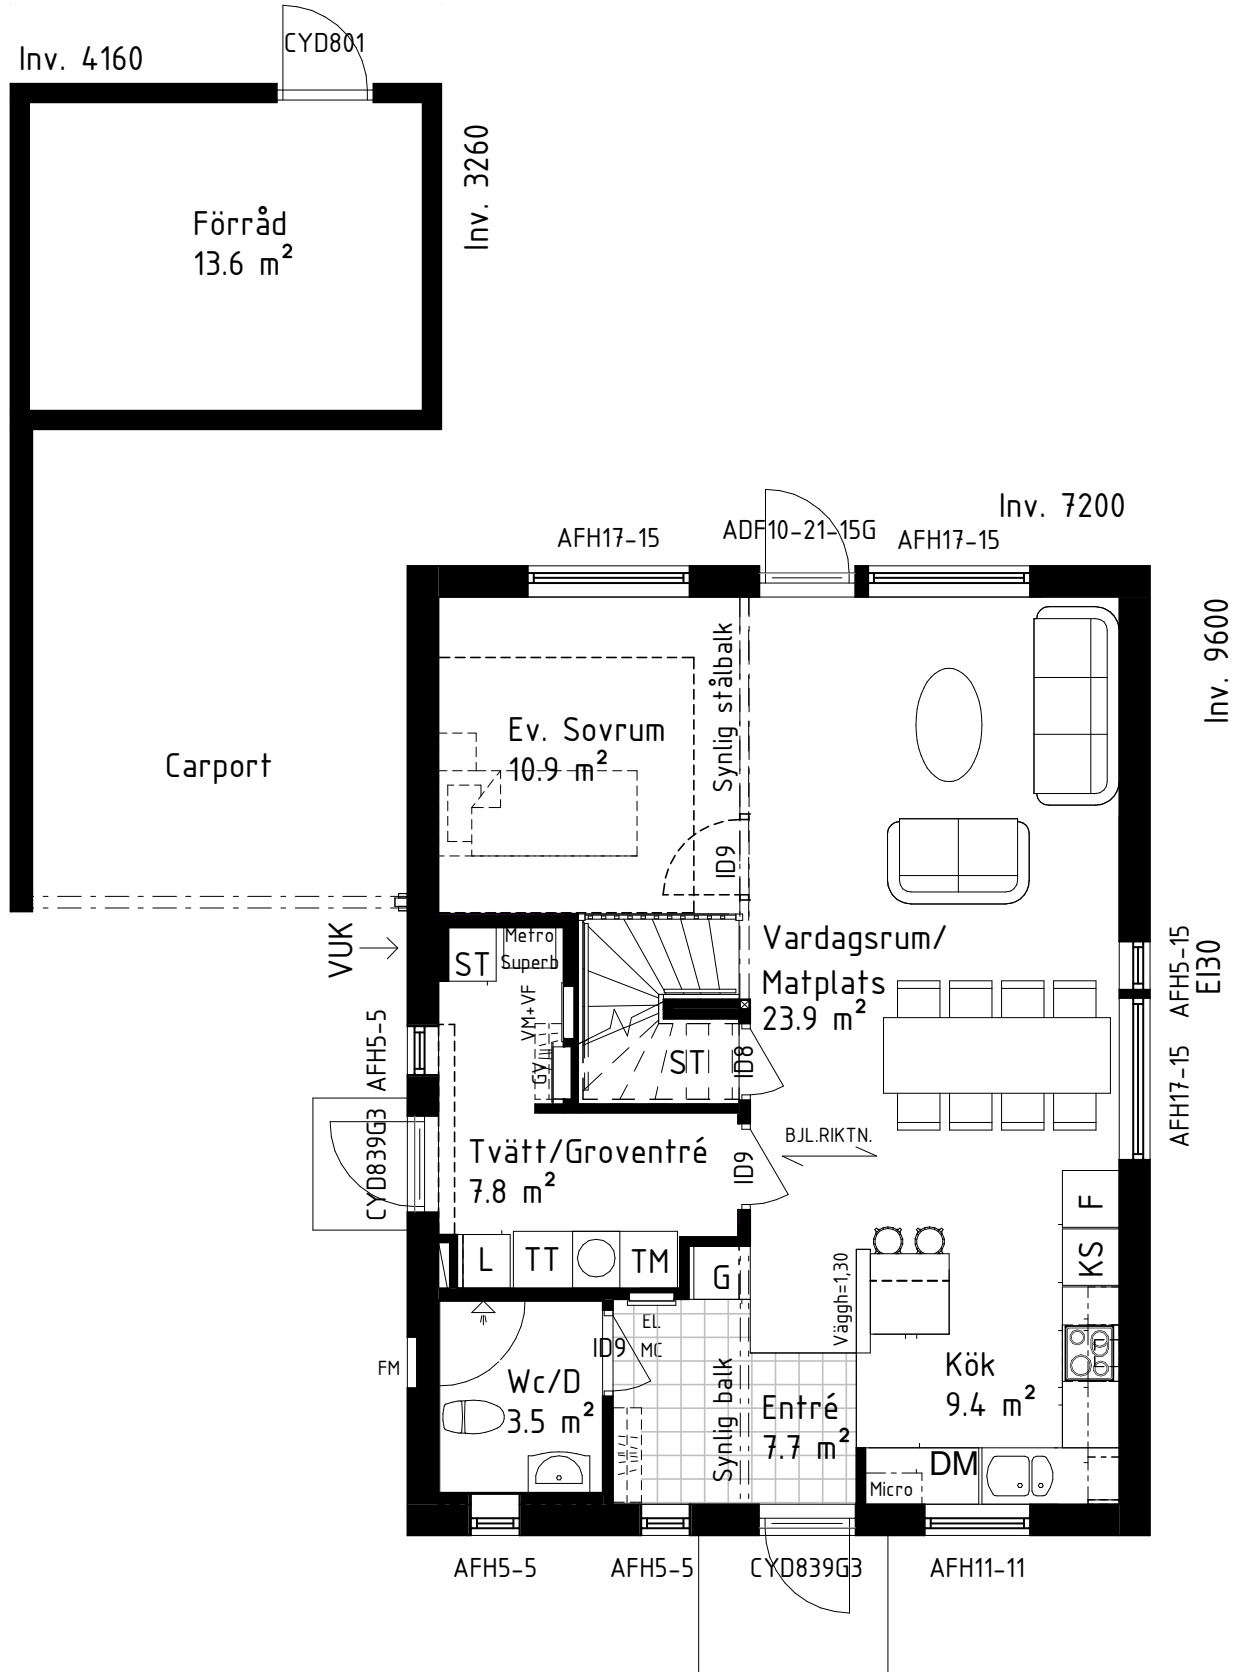 CYD801
Inv. 4160
Inv. 3260
Förråd
13.6 m²
Inv. 7200
ADF10-21-15G
AFH17-15
AFH17-15
Inv. 9600
Synlig stålbalk
Ev. Sovrum
10.9 m²
Carport
ID9
VUK
ST
Metro
Superb
Vardagsrum/
Matplats
23.9 m²
AFH5-15
EI30
VM+VF
GV
AFH5-5
ST
ID8
AFH17-15
BJL.RIKTN.
CYD839G3
Tvätt/Groventré
7.8 m²
ID9
F
KS
L
TT
TM
G
Väggh=1,30
EL
MC
ID9
FM
Wc/D
3.5 m²
Synlig balk
Entré
7.7 m²
Kök
9.4 m²
DM
Micro
AFH5-5
AFH5-5
CYD839G3
AFH11-11